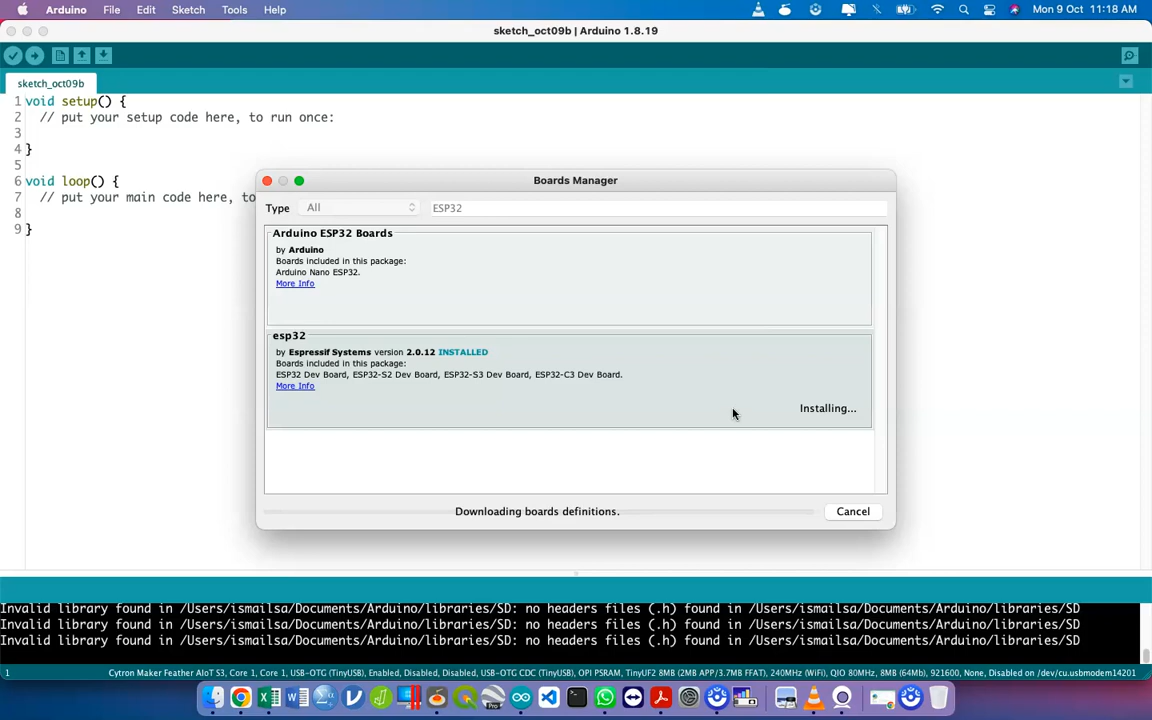 Arduino File Edit Sketch Tools Help Mon 9 Oct 11:18 AM
sketch_oct09b | Arduino 1.8.19
sketch_oct09b
1 void setup() {
2 // put your setup code here, to run once:
3
4 }
5
6 void loop() {
7 // put your main code here, to
8
9 }
Boards Manager
Type All ESP32
Arduino ESP32 Boards
by Arduino
Boards included in this package:
Arduino Nano ESP32.
More Info
esp32
by Espressif Systems version 2.0.12 INSTALLED
Boards included in this package:
ESP32 Dev Board, ESP32-S2 Dev Board, ESP32-S3 Dev Board, ESP32-C3 Dev Board.
More Info
Installing...
Downloading boards definitions.
Cancel
Invalid library found in /Users/ismailsa/Documents/Arduino/libraries/SD: no headers files (.h) found in /Users/ismailsa/Documents/Arduino/libraries/SD
Invalid library found in /Users/ismailsa/Documents/Arduino/libraries/SD: no headers files (.h) found in /Users/ismailsa/Documents/Arduino/libraries/SD
Invalid library found in /Users/ismailsa/Documents/Arduino/libraries/SD: no headers files (.h) found in /Users/ismailsa/Documents/Arduino/libraries/SD
1 Cytron Maker Feather AIoT S3, Core 1, Core 1, USB-OTG (TinyUSB), Enabled, Disabled, Disabled, USB-OTG CDC (TinyUSB), OPI PSRAM, TinyUF2 8MB (2MB APP/3.7MB FFAT), 240MHz (WiFi), QIO 80MHz, 8MB (64Mb), 921600, None, Disabled on /dev/cu.usbmodem14201